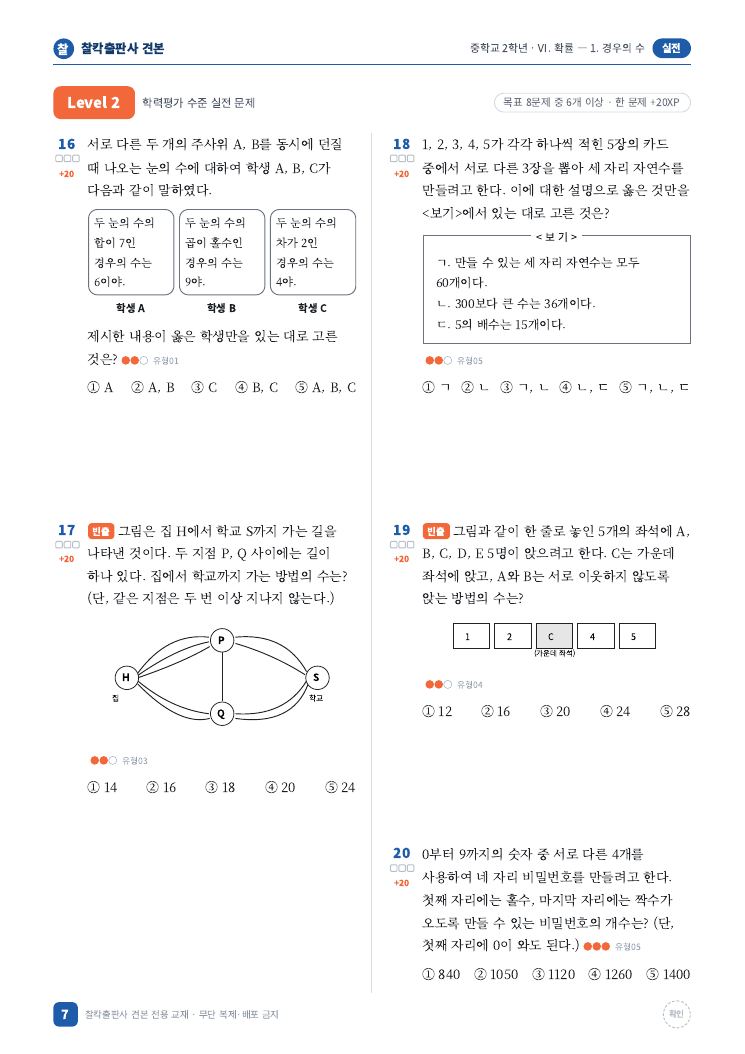 찰 찰칵출판사 견본
중학교 2학년 · VI. 확률 — 1. 경우의 수 실전
Level 2 학력평가 수준 실전 문제
목표 8문제 중 6개 이상 · 한 문제 +20XP
16 서로 다른 두 개의 주사위 A, B를 동시에 던질
때 나오는 눈의 수에 대하여 학생 A, B, C가
+20
다음과 같이 말하였다.
두 눈의 수의
합이 7인
경우의 수는
6이야.
학생 A
두 눈의 수의
곱이 홀수인
경우의 수는
9야.
학생 B
두 눈의 수의
차가 2인
경우의 수는
4야.
학생 C
제시한 내용이 옳은 학생만을 있는 대로 고른
것은? 유형01
① A ② A, B ③ C ④ B, C ⑤ A, B, C
17 빈출 그림은 집 H에서 학교 S까지 가는 길을
나타낸 것이다. 두 지점 P, Q 사이에는 길이
+20
하나 있다. 집에서 학교까지 가는 방법의 수는?
(단, 같은 지점은 두 번 이상 지나지 않는다.)
P
H
S
집
학교
Q
유형03
① 14 ② 16 ③ 18 ④ 20 ⑤ 24
18 1, 2, 3, 4, 5가 각각 하나씩 적힌 5장의 카드
중에서 서로 다른 3장을 뽑아 세 자리 자연수를
+20
만들려고 한다. 이에 대한 설명으로 옳은 것만을
<보기>에서 있는 대로 고른 것은?
< 보 기 >
ㄱ. 만들 수 있는 세 자리 자연수는 모두
60개이다.
ㄴ. 300보다 큰 수는 36개이다.
ㄷ. 5의 배수는 15개이다.
유형05
① ㄱ ② ㄴ ③ ㄱ, ㄴ ④ ㄴ, ㄷ ⑤ ㄱ, ㄴ, ㄷ
19 빈출 그림과 같이 한 줄로 놓인 5개의 좌석에 A,
B, C, D, E 5명이 앉으려고 한다. C는 가운데
+20
좌석에 앉고, A와 B는 서로 이웃하지 않도록
앉는 방법의 수는?
1 2 C 4 5
(가운데 좌석)
유형04
① 12 ② 16 ③ 20 ④ 24 ⑤ 28
20 0부터 9까지의 숫자 중 서로 다른 4개를
사용하여 네 자리 비밀번호를 만들려고 한다.
+20
첫째 자리에는 홀수, 마지막 자리에는 짝수가
오도록 만들 수 있는 비밀번호의 개수는? (단,
첫째 자리에 0이 와도 된다.) 유형05
① 840 ② 1050 ③ 1120 ④ 1260 ⑤ 1400
7 찰칵출판사 견본 전용 교재 · 무단 복제·배포 금지
확인